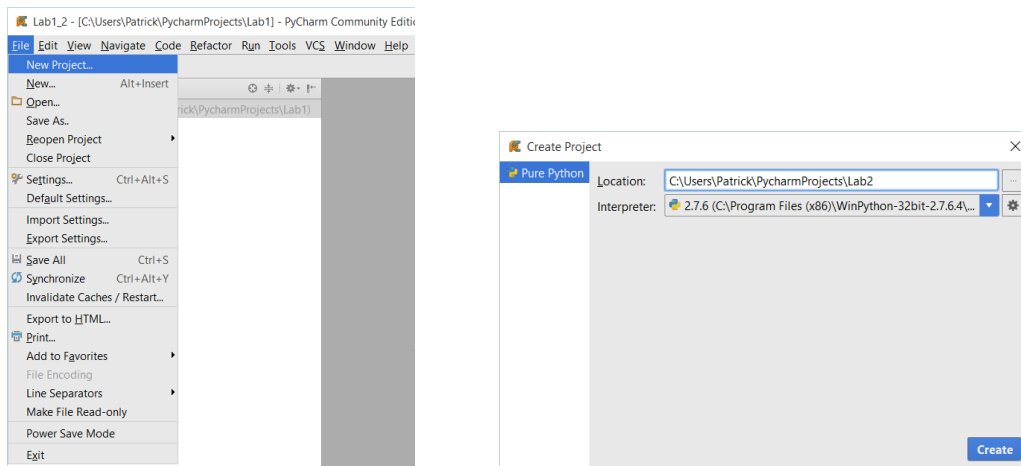 Lab1_2 - [C:\Users\Patrick\PycharmProjects\Lab1] - PyCharm Community Editic
File Edit View Navigate Code Refactor Run Tools VCS Window Help
New Project...
New... Alt+Insert
Open...
rick\PycharmProjects\Lab1)
Save As..
Reopen Project
Close Project
Settings... Ctrl+Alt+S
Default Settings...
Import Settings...
Export Settings...
Save All Ctrl+S
Synchronize Ctrl+Alt+Y
Invalidate Caches / Restart...
Export to HTML...
Print...
Add to Favorites
File Encoding
Line Separators
Make File Read-only
Power Save Mode
Exit
Create Project
Pure Python
Location: C:\Users\Patrick\PycharmProjects\Lab2
...
Interpreter: 2.7.6 (C:\Program Files (x86)\WinPython-32bit-2.7.6.4\...
Create